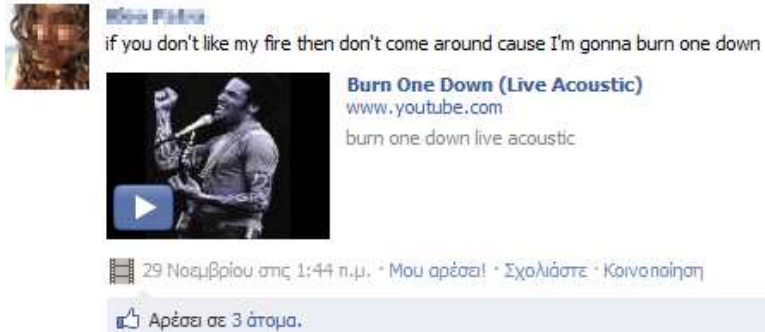 if you don't like my fire then don't come around cause I'm gonna burn one down
Burn One Down (Live Acoustic)
www.youtube.com
burn one down live acoustic
29 Νοεμβρίου στις 1:44 π.μ. · Μου αρέσει! · Σχολιάστε · Κοινοποίηση
Αρέσει σε 3 άτομα.